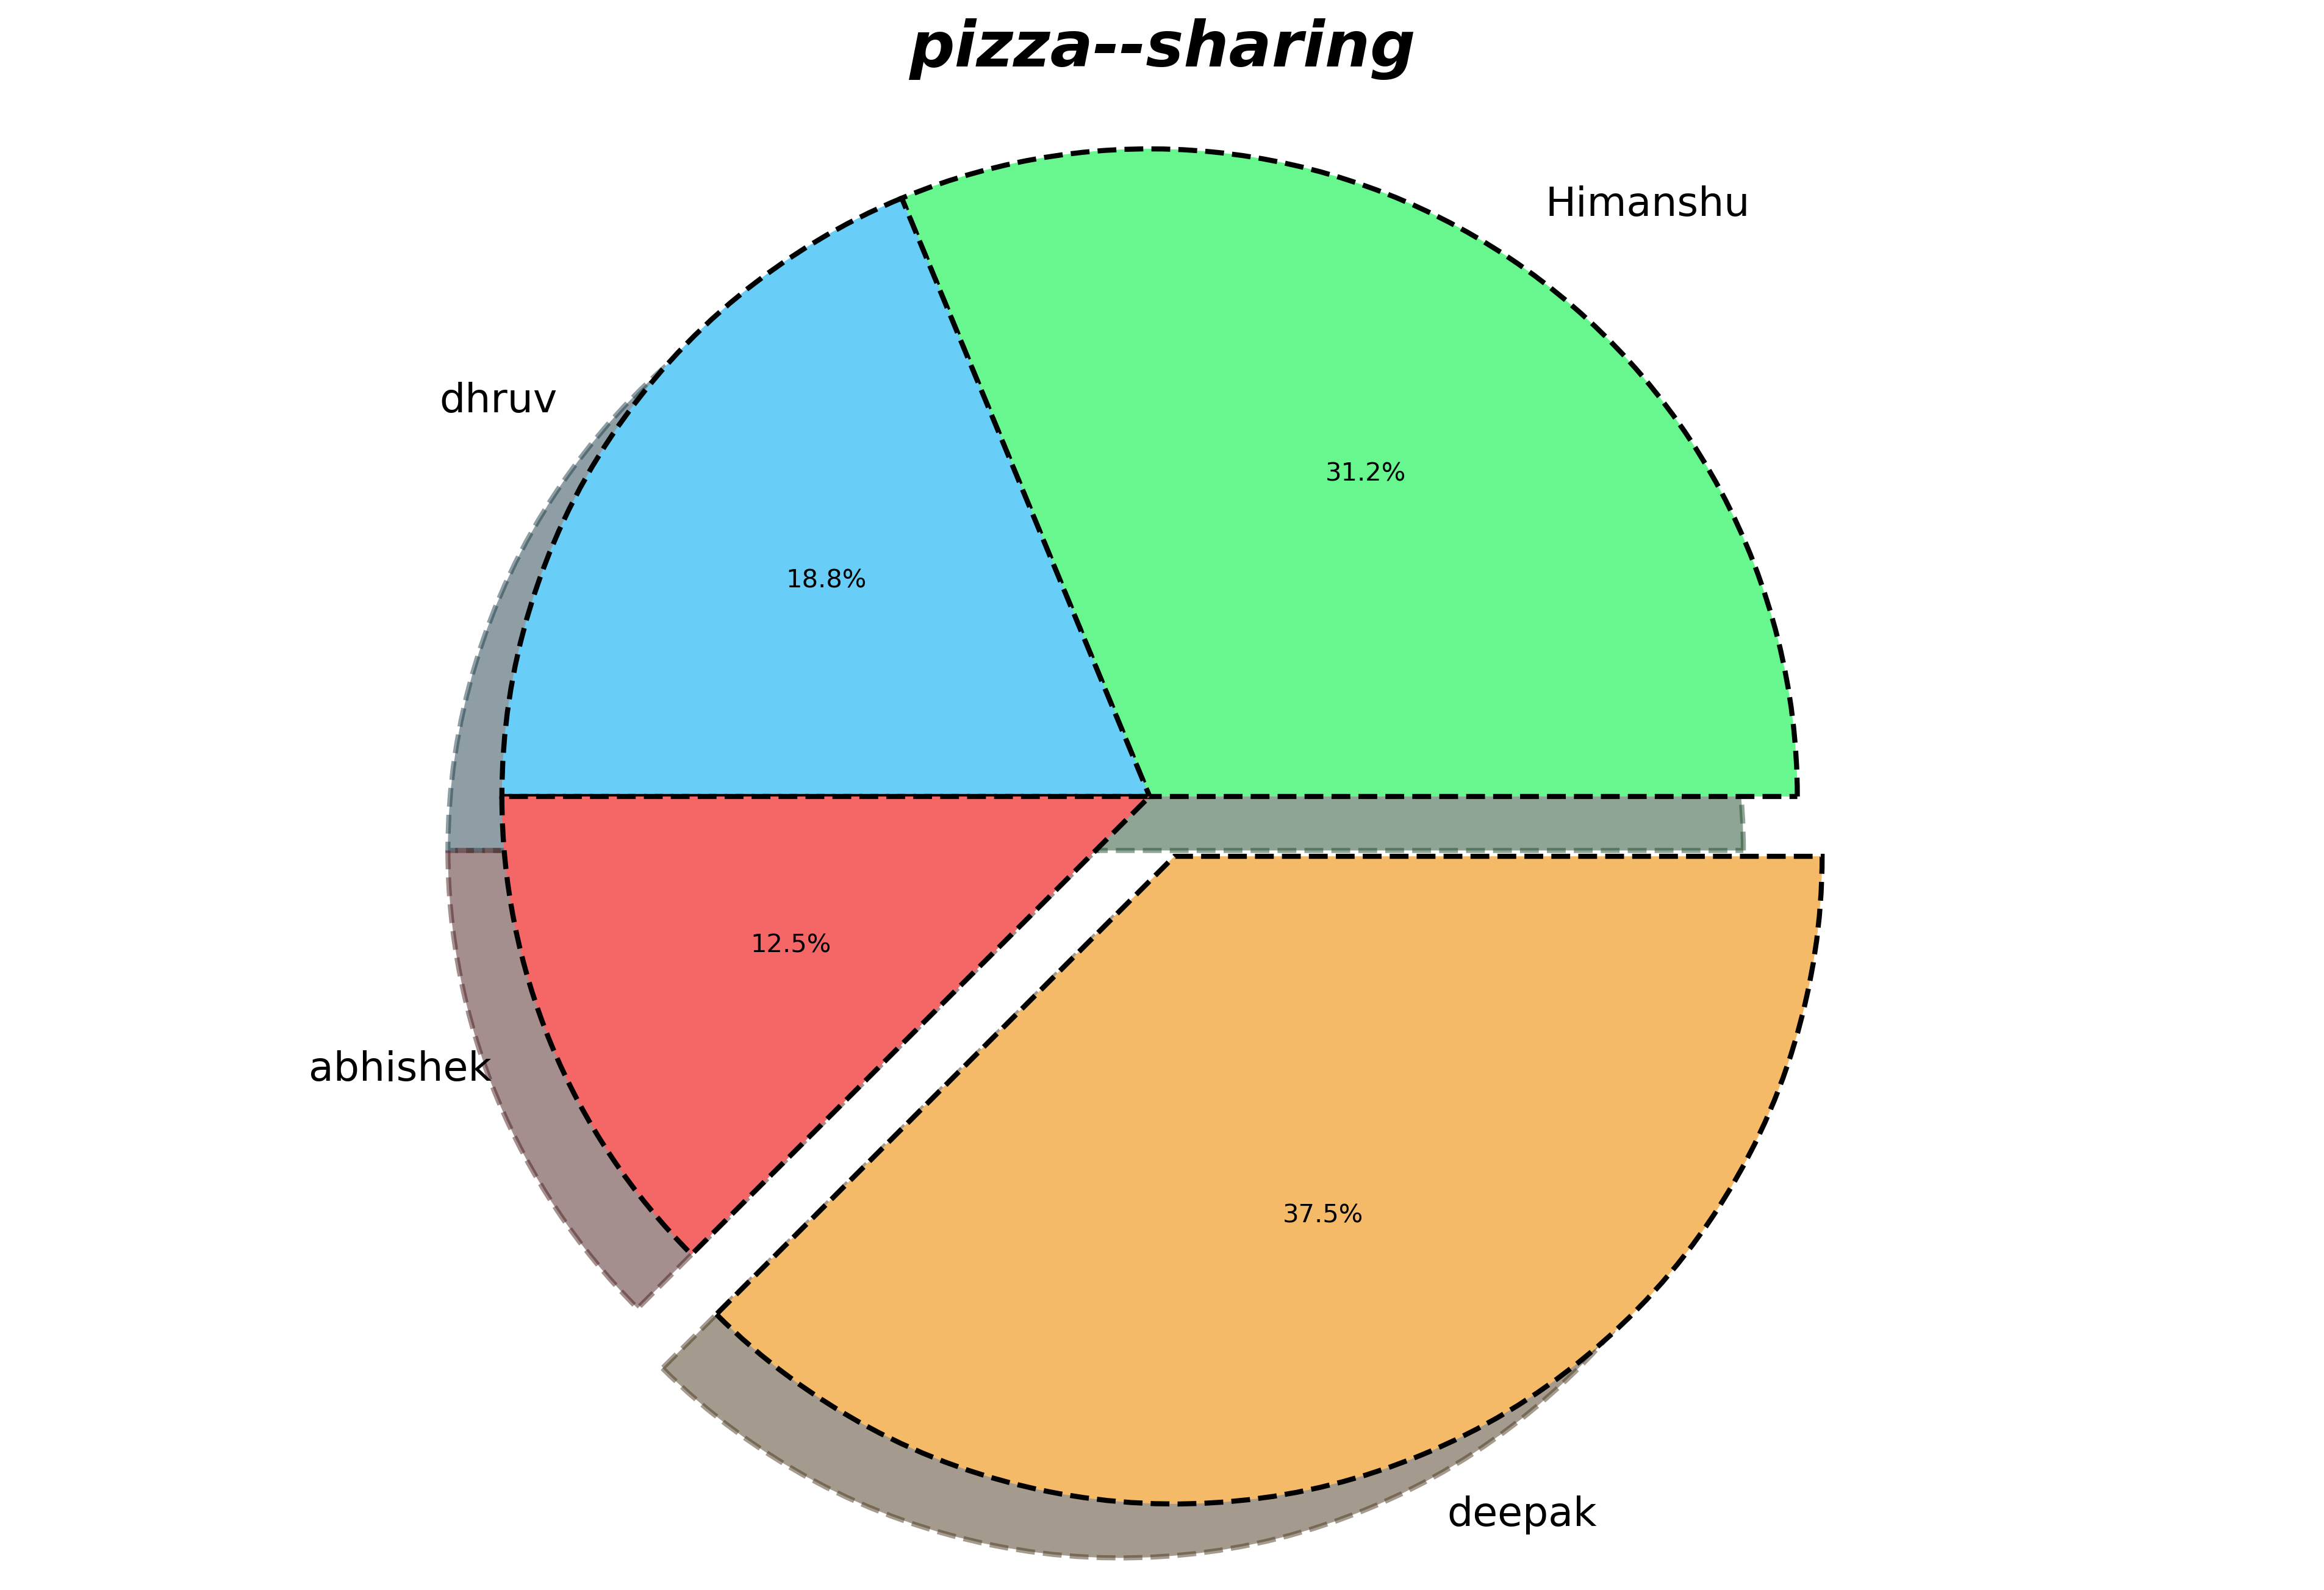 pizza--sharing
Himanshu
dhruv
31.2%
18.8%
12.5%
abhishek
37.5%
deepak